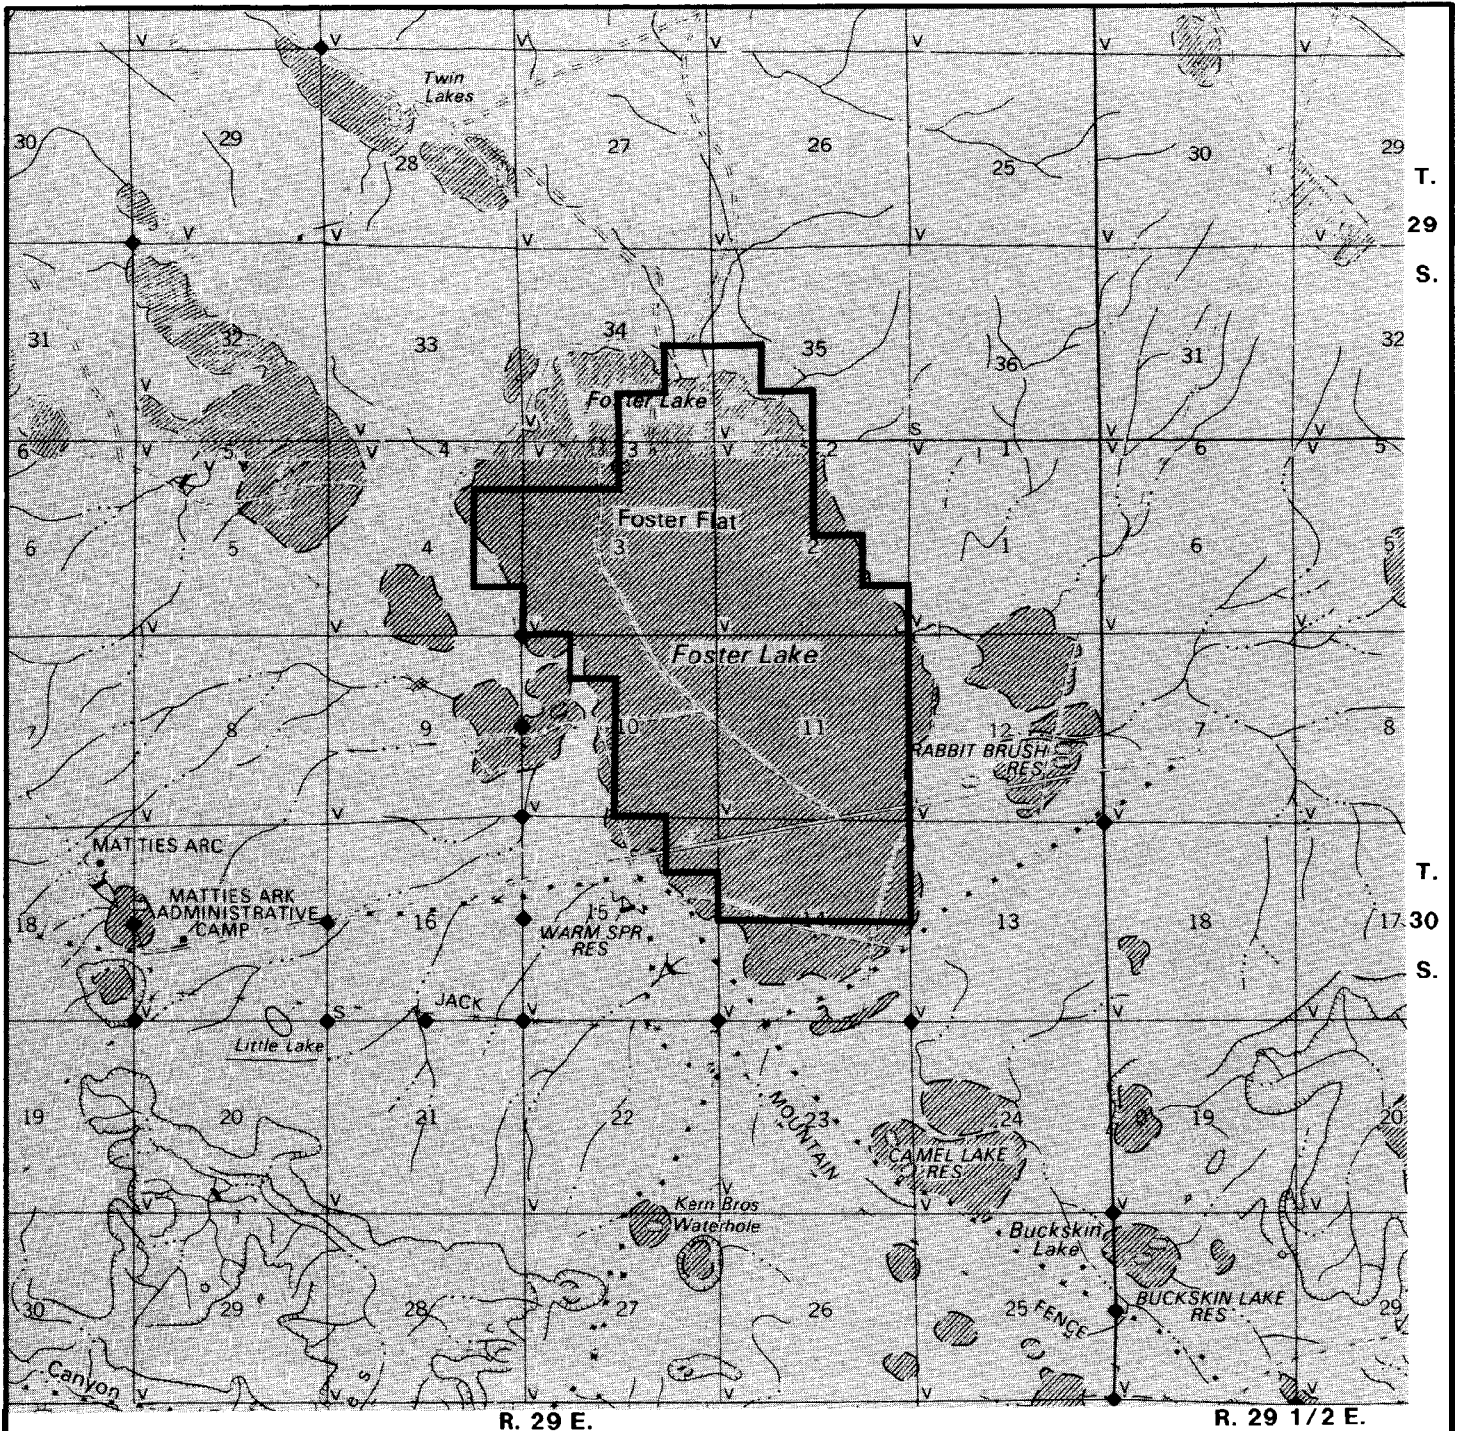 V V V V V V V
Twin
Lakes
30 29 28 27 26 25 30 29
T.
29
S.
V V V V V V V
31 32 33 34 35 36 31 32
Foster Lake
V V S V V
V V V V V V V
6 5 4 3 2 1 6 5
Foster Flat
6 5 4 3 2 1 6 5
V V V V V V V
Foster Lake
7 8 9 10 11 12 7 8
RABBIT BRUSH
RES
V V V V V
MATTIES ARC
MATTIES ARK
ADMINISTRATIVE
CAMP
T.
30
S.
18 16 15 14 13 18 17
WARM SPR
RES
JACK
V S V V V V
Little Lake
19 20 21 22 23 24 19 20
MOUNTAIN
CAMEL LAKE
RES
V V V V V
Kern Bros
Waterhole
Buckskin
Lake
BUCKSKIN LAKE
RES
30 29 28 27 26 25 29
FENCE
Canyon
V V V V V
R. 29 E.
R. 29 1/2 E.